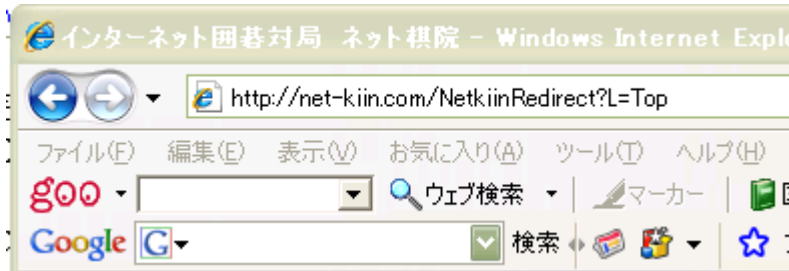 インターネット囲碁対局 ネット棋院 - Windows Internet Explo
http://net-kiin.com/NetkiinRedirect?L=Top
ファイル(F) 編集(E) 表示(V) お気に入り(A) ツール(T) ヘルプ(H)
goo ウェブ検索 マーカー
Google G 検索